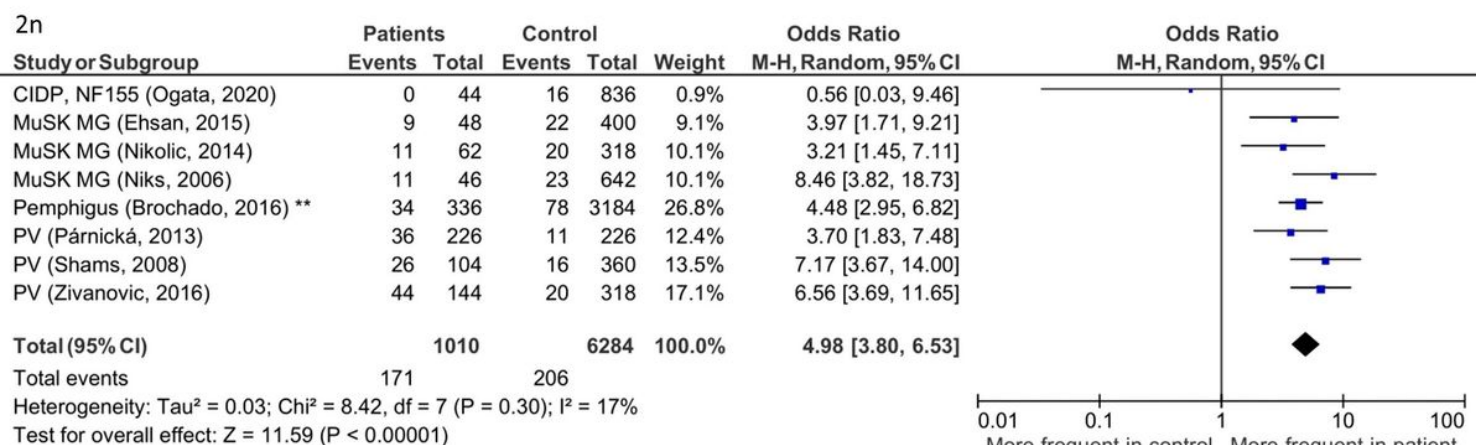 2n
Patients Control Odds Ratio Odds Ratio
Study or Subgroup Events Total Events Total Weight M-H, Random, 95% CI M-H, Random, 95% CI
CIDP, NF155 (Ogata, 2020) 0 44 16 836 0.9% 0.56 [0.03, 9.46]
MuSK MG (Ehsan, 2015) 9 48 22 400 9.1% 3.97 [1.71, 9.21]
MuSK MG (Nikolic, 2014) 11 62 20 318 10.1% 3.21 [1.45, 7.11]
MuSK MG (Niks, 2006) 11 46 23 642 10.1% 8.46 [3.82, 18.73]
Pemphigus (Brochado, 2016) ** 34 336 78 3184 26.8% 4.48 [2.95, 6.82]
PV (Párnická, 2013) 36 226 11 226 12.4% 3.70 [1.83, 7.48]
PV (Shams, 2008) 26 104 16 360 13.5% 7.17 [3.67, 14.00]
PV (Zivanovic, 2016) 44 144 20 318 17.1% 6.56 [3.69, 11.65]
Total (95% CI) 1010 6284 100.0% 4.98 [3.80, 6.53]
Total events 171 206
Heterogeneity: Tau² = 0.03; Chi² = 8.42, df = 7 (P = 0.30); I² = 17%
Test for overall effect: Z = 11.59 (P < 0.00001)
0.01 0.1 1 10 100
More frequent in control More frequent in patient